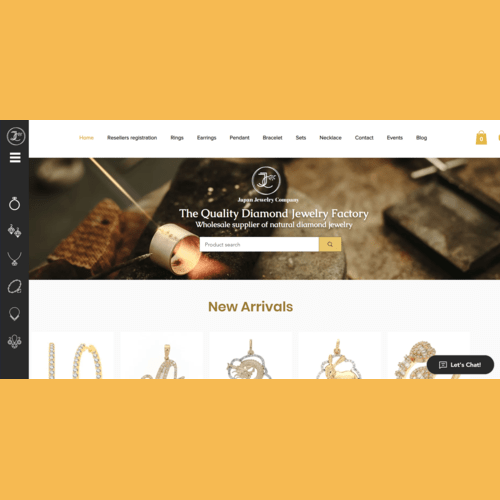 Home Resellers registration Rings Earrings Pendant Bracelet Sets Necklace Contact Events Blog
0
Japan Jewelry Company
The Quality Diamond Jewelry Factory
Wholesale supplier of natural diamond jewelry
Product search
New Arrivals
Let's Chat!